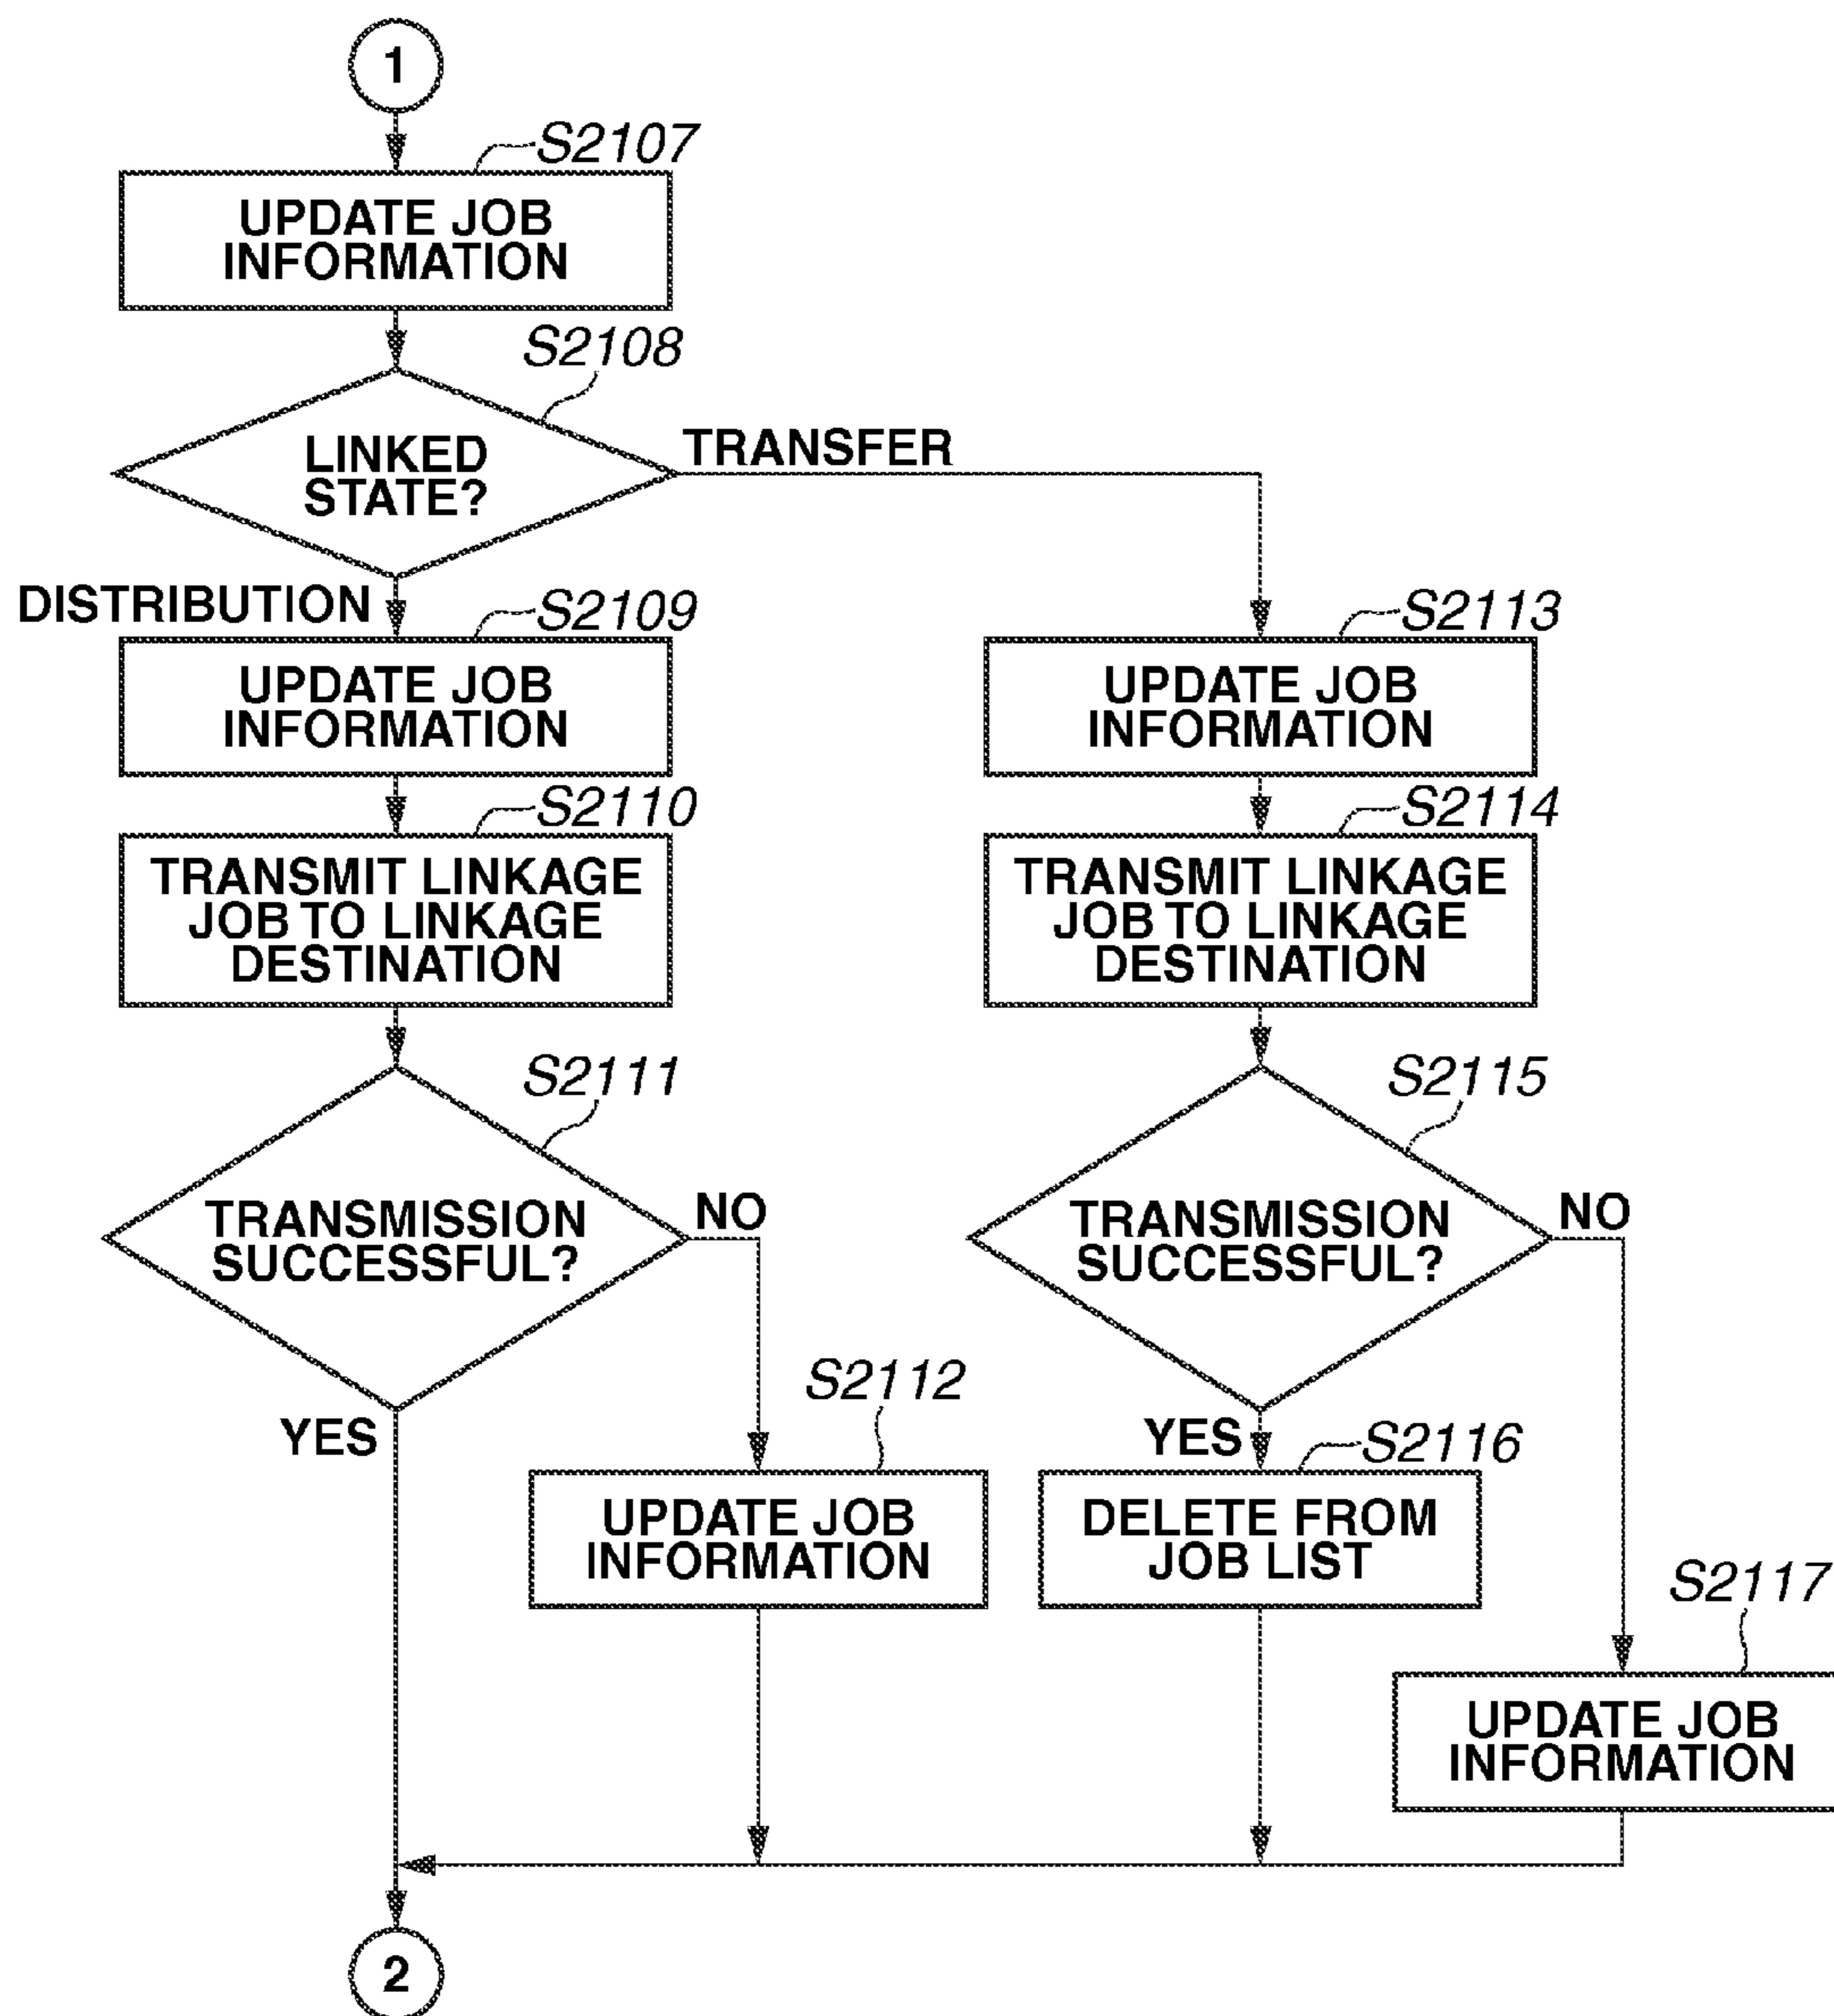 1
S2107
UPDATE JOB
INFORMATION
S2108
LINKED
STATE?
TRANSFER
DISTRIBUTION
S2109
UPDATE JOB
INFORMATION
S2113
UPDATE JOB
INFORMATION
S2110
TRANSMIT LINKAGE
JOB TO LINKAGE
DESTINATION
S2114
TRANSMIT LINKAGE
JOB TO LINKAGE
DESTINATION
S2111
TRANSMISSION
SUCCESSFUL?
NO
YES
S2115
TRANSMISSION
SUCCESSFUL?
NO
YES
S2112
UPDATE JOB
INFORMATION
S2116
DELETE FROM
JOB LIST
S2117
UPDATE JOB
INFORMATION
2